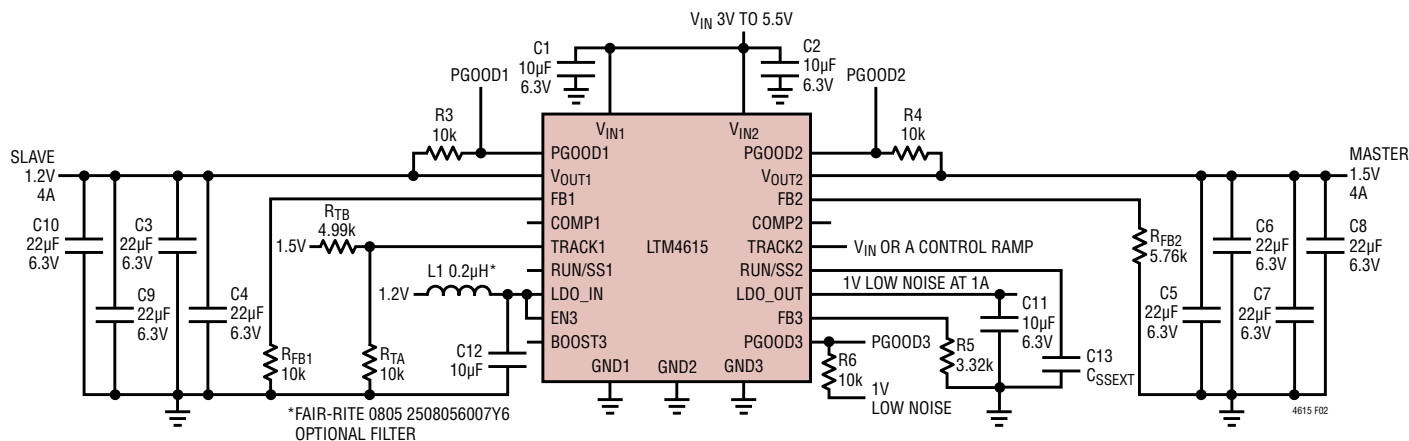 V_IN 3V TO 5.5V
C1
10µF
6.3V
C2
10µF
6.3V
PGOOD1
PGOOD2
R3
10k
R4
10k
V_IN1
V_IN2
PGOOD1
PGOOD2
SLAVE
1.2V
4A
MASTER
1.5V
4A
V_OUT1
V_OUT2
FB1
FB2
COMP1
COMP2
TRACK1
LTM4615
TRACK2
V_IN OR A CONTROL RAMP
RUN/SS1
RUN/SS2
LDO_IN
LDO_OUT
1V LOW NOISE AT 1A
EN3
FB3
BOOST3
PGOOD3
PGOOD3
GND1
GND2
GND3
C10
22µF
6.3V
C9
22µF
6.3V
C3
22µF
6.3V
C4
22µF
6.3V
R_TB
4.99k
1.5V
L1 0.2µH*
1.2V
R_FB1
10k
R_TA
10k
C12
10µF
R6
10k
1V
LOW NOISE
R5
3.32k
C11
10µF
6.3V
C13
C_SSEXT
R_FB2
5.76k
C5
22µF
6.3V
C6
22µF
6.3V
C7
22µF
6.3V
C8
22µF
6.3V
*FAIR-RITE 0805 2508056007Y6
OPTIONAL FILTER
4615 F02